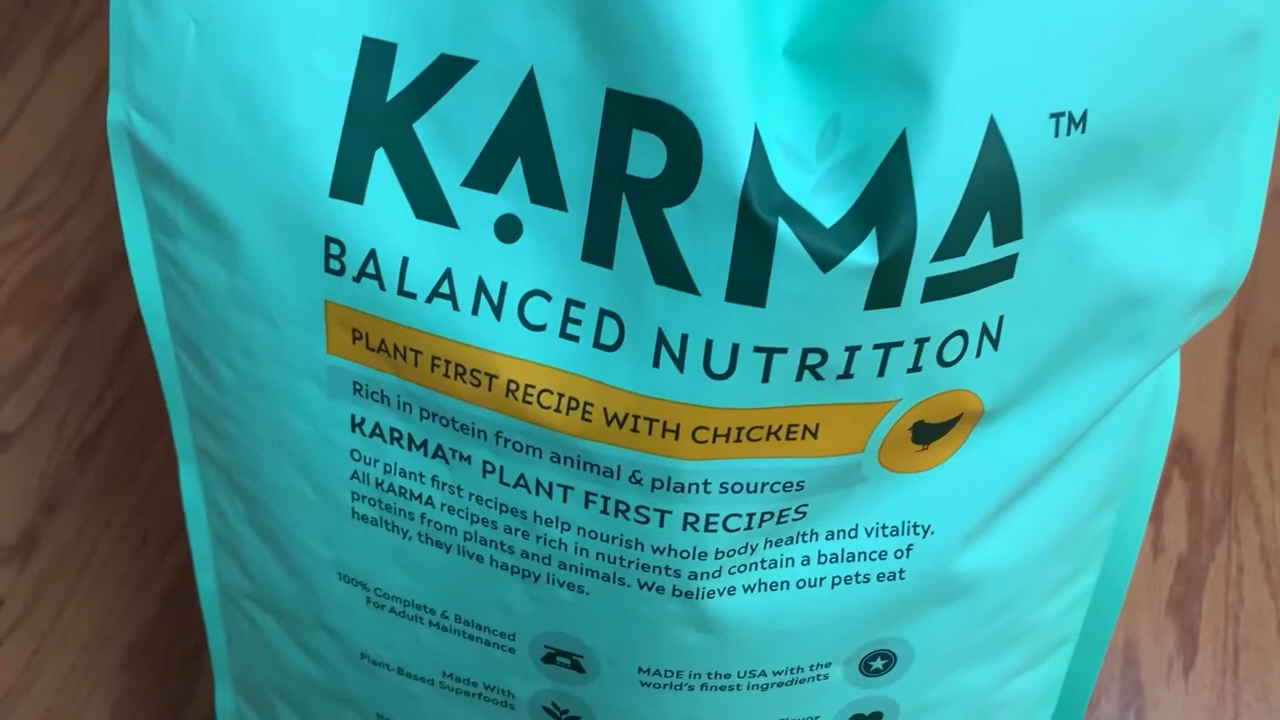 KARMA ™
BALANCED NUTRITION
PLANT FIRST RECIPE WITH CHICKEN
Rich in protein from animal & plant sources
KARMA™ PLANT FIRST RECIPES
Our plant first recipes help nourish whole body health and vitality.
All KARMA recipes are rich in nutrients and contain a balance of
proteins from plants and animals. We believe when our pets eat
healthy, they live happy lives.
100% Complete & Balanced
For Adult Maintenance
MADE in the USA with the
world's finest ingredients
Made With
Plant-Based Superfoods
Flavor